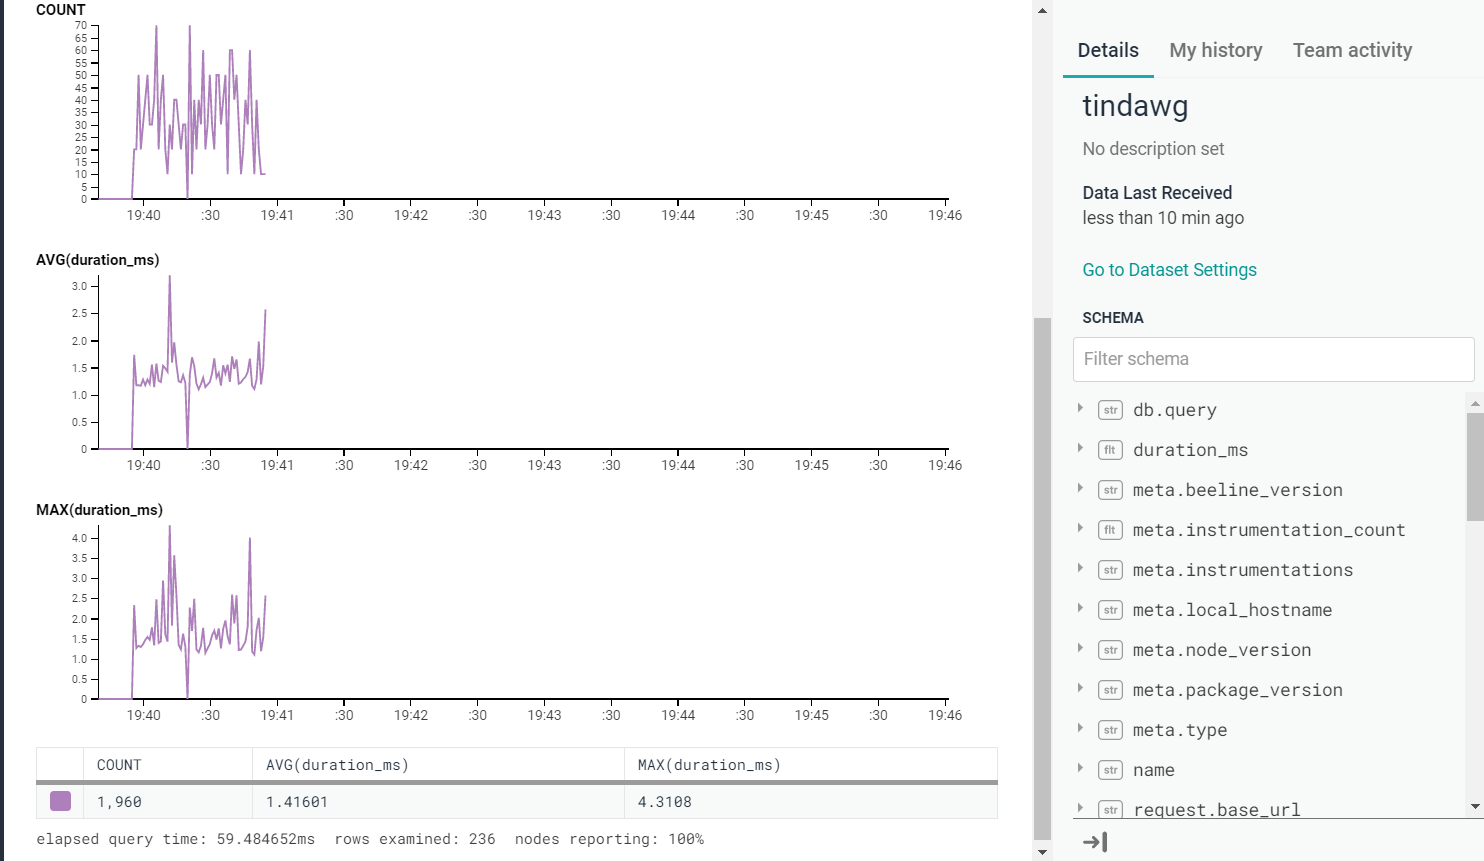 COUNT
70
65
60
55
50
45
40
35
30
25
20
15
10
5
0
19:40 :30 19:41 :30 19:42 :30 19:43 :30 19:44 :30 19:45 :30 19:46
AVG(duration_ms)
3.0
2.5
2.0
1.5
1.0
0.5
0
19:40 :30 19:41 :30 19:42 :30 19:43 :30 19:44 :30 19:45 :30 19:46
MAX(duration_ms)
4.0
3.5
3.0
2.5
2.0
1.5
1.0
0.5
0
19:40 :30 19:41 :30 19:42 :30 19:43 :30 19:44 :30 19:45 :30 19:46
COUNT AVG(duration_ms) MAX(duration_ms)
1,960 1.41601 4.3108
elapsed query time: 59.484652ms rows examined: 236 nodes reporting: 100%
Details My history Team activity
tindawg
No description set
Data Last Received
less than 10 min ago
Go to Dataset Settings
SCHEMA
Filter schema
str db.query
flt duration_ms
str meta.beeline_version
flt meta.instrumentation_count
str meta.instrumentations
str meta.local_hostname
str meta.node_version
str meta.package_version
str meta.type
str name
str request.base_url